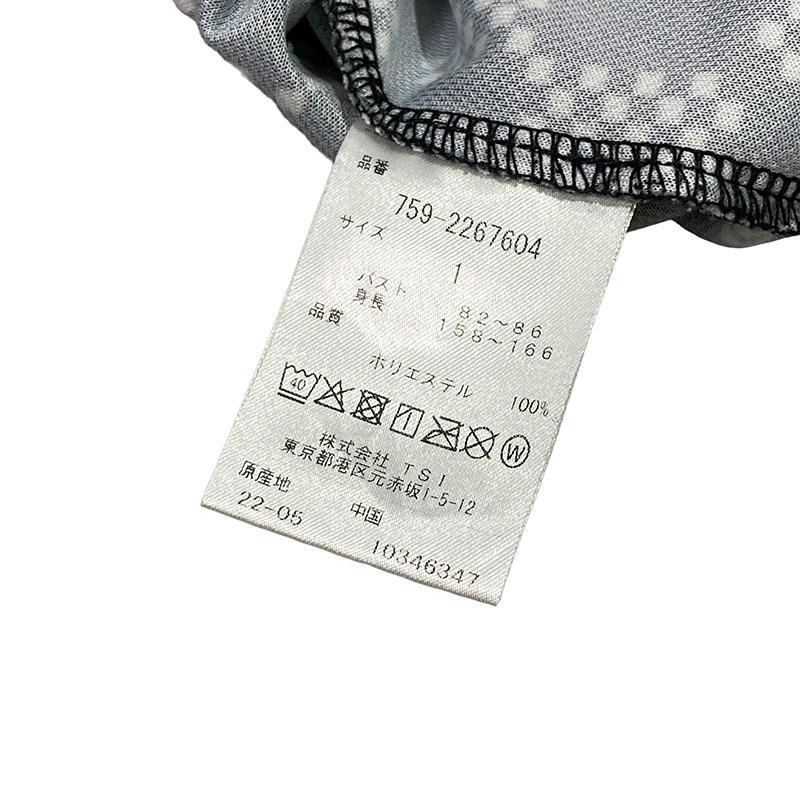 品番
759-2267604
サイズ
1
バスト 82~86
身長 158~166
品質
ポリエステル 100%
40 W
株式会社 TSI
東京都港区元赤坂1-5-12
原産地 中国
22-05 10346347